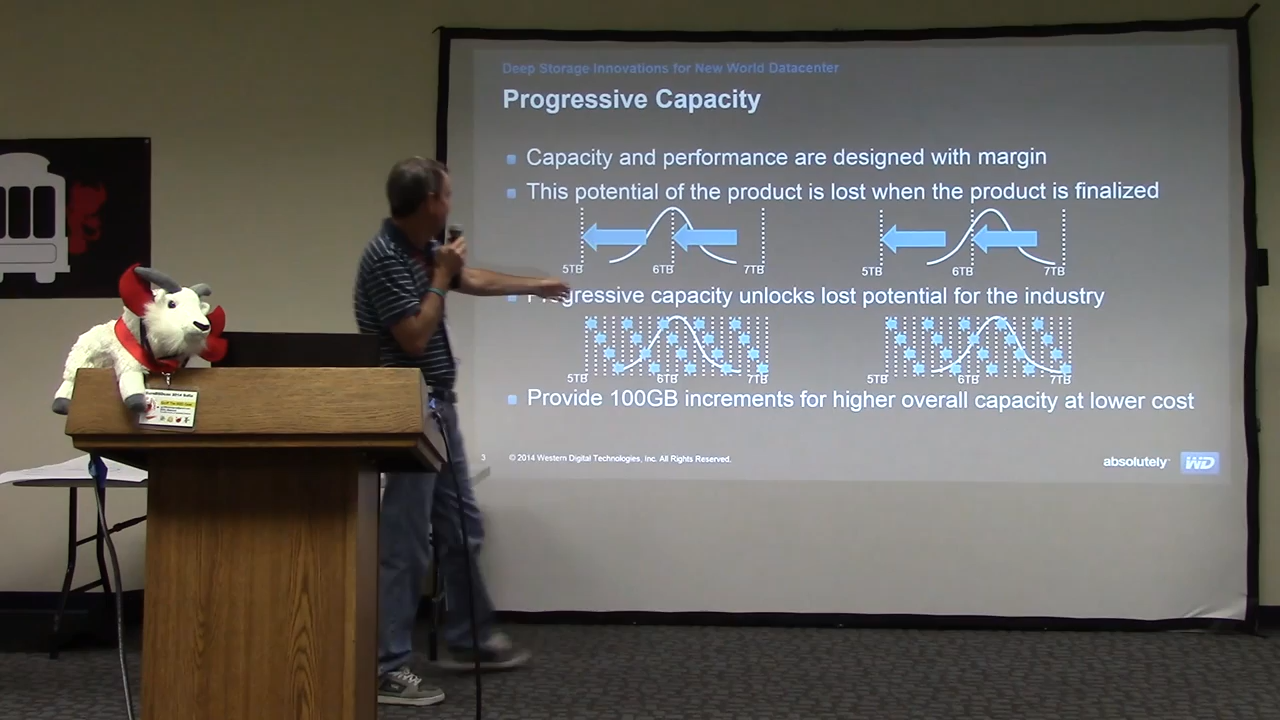 Deep Storage Innovations for New World Datacenter
Progressive Capacity
Capacity and performance are designed with margin
This potential of the product is lost when the product is finalized
5TB 6TB 7TB 5TB 6TB 7TB
Progressive capacity unlocks lost potential for the industry
5TB 6TB 7TB 5TB 6TB 7TB
Provide 100GB increments for higher overall capacity at lower cost
3 © 2014 Western Digital Technologies, Inc. All Rights Reserved.
absolutely WD